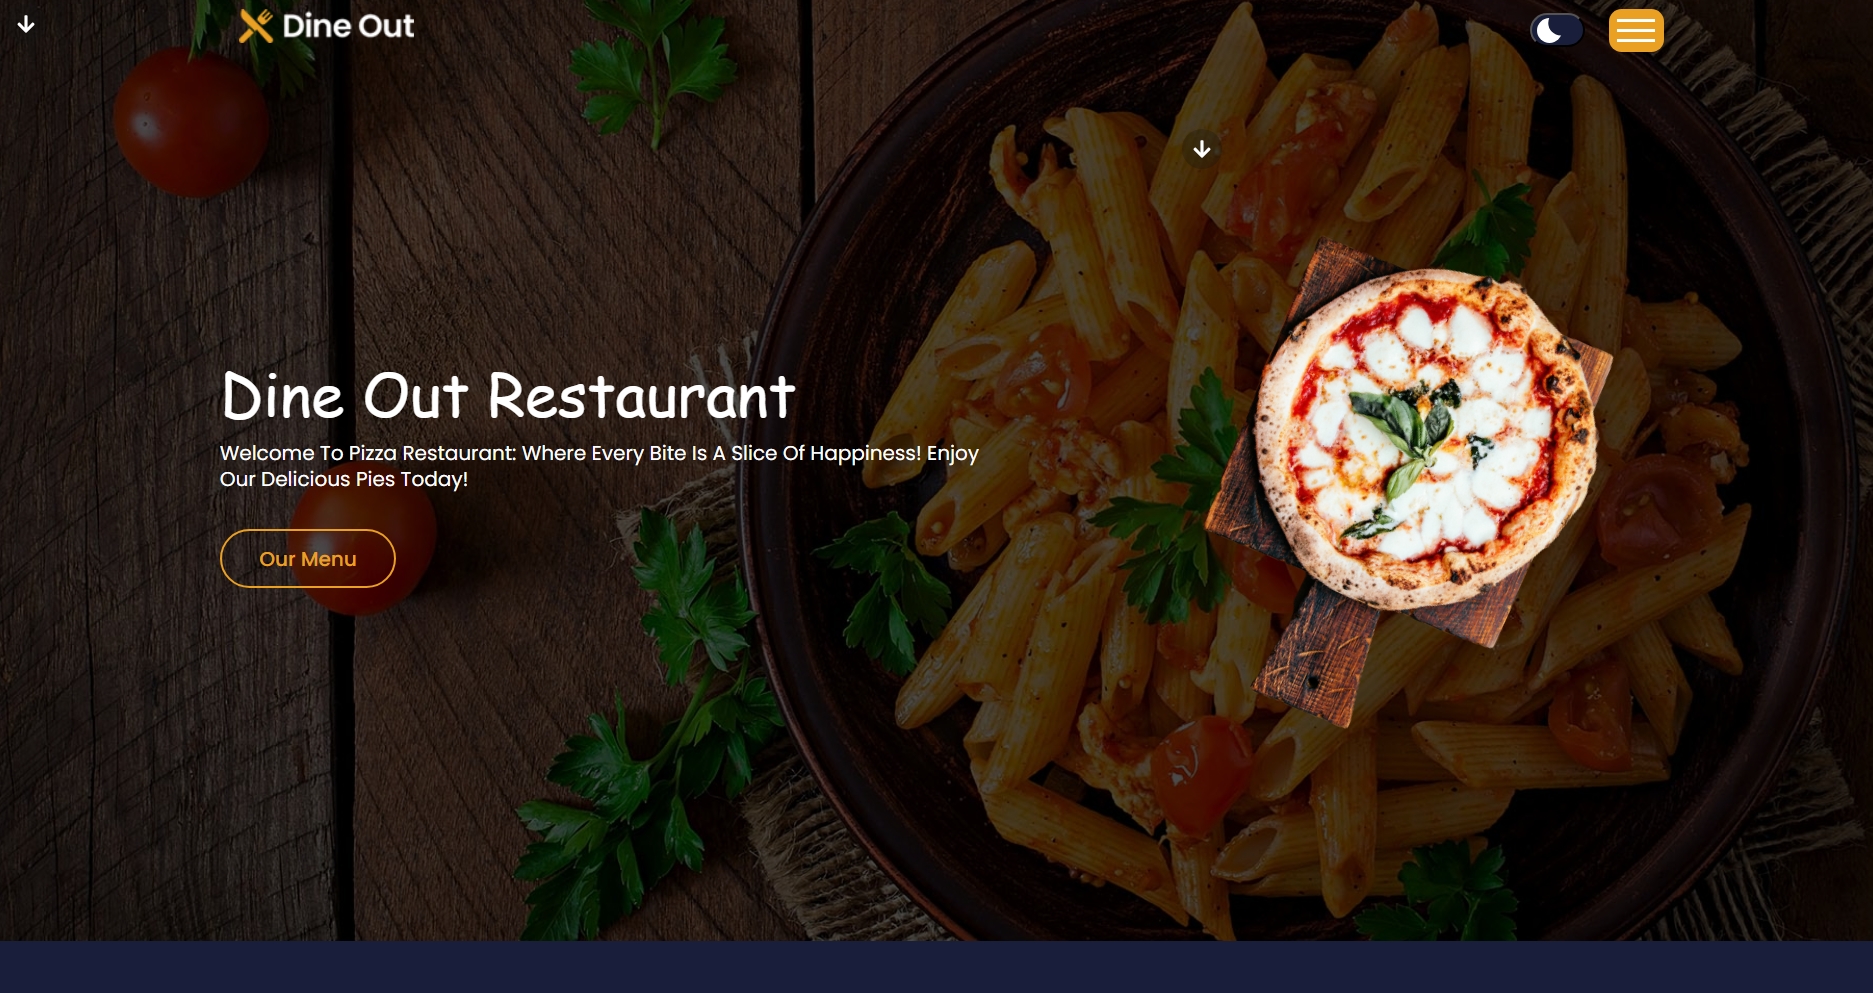 Dine Out
Dine Out Restaurant
Welcome To Pizza Restaurant: Where Every Bite Is A Slice Of Happiness! Enjoy
Our Delicious Pies Today!
Our Menu